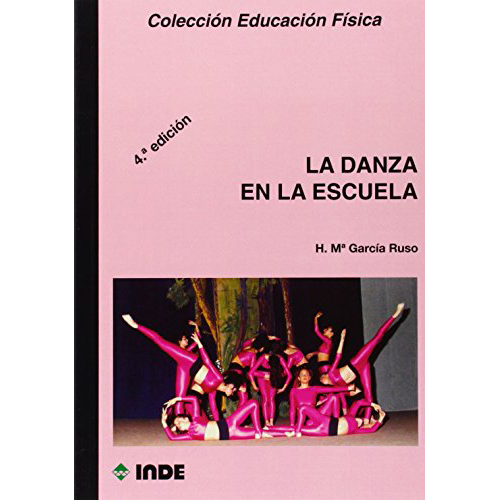 Colección Educación Física
4.ª edición
LA DANZA
EN LA ESCUELA
H. Mª García Ruso
INDE